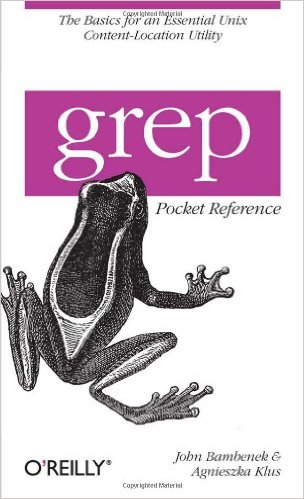 The Basics for an Essential Unix
Content-Location Utility
grep
Pocket Reference
O'REILLY®
John Bambenek &
Agnieszka Klus